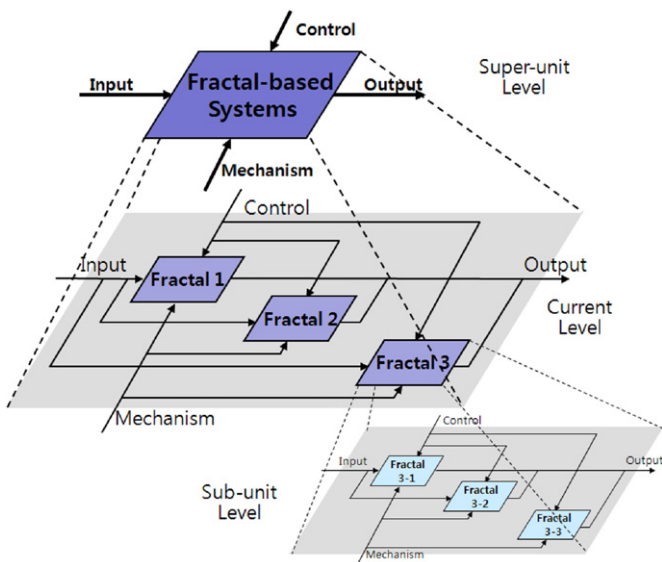 Control
Super-unit
Level
Input
Fractal-based
Systems
Output
Mechanism
Control
Input
Fractal 1
Output
Fractal 2
Current
Level
Fractal 3
Mechanism
Control
Input
Fractal
3-1
Output
Sub-unit
Level
Fractal
3-2
Fractal
3-3
Mechanism